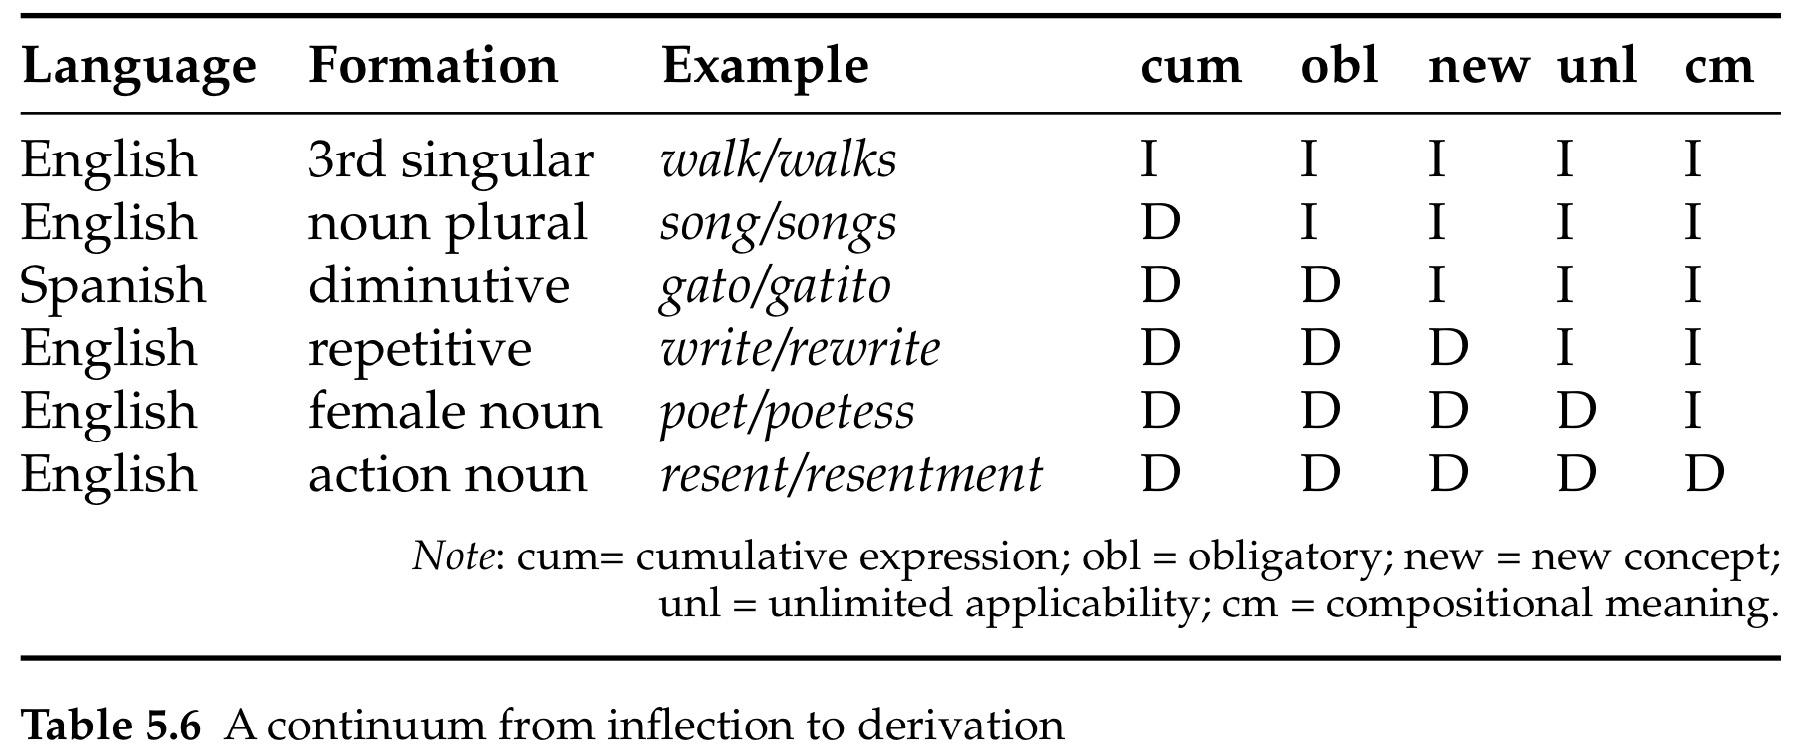 Language Formation Example cum obl new unl cm
English 3rd singular walk/walks I I I I I
English noun plural song/songs D I I I I
Spanish diminutive gato/gatito D D I I I
English repetitive write/rewrite D D D I I
English female noun poet/poetess D D D D I
English action noun resent/resentment D D D D D
Note: cum= cumulative expression; obl = obligatory; new = new concept;
unl = unlimited applicability; cm = compositional meaning.
Table 5.6 A continuum from inflection to derivation